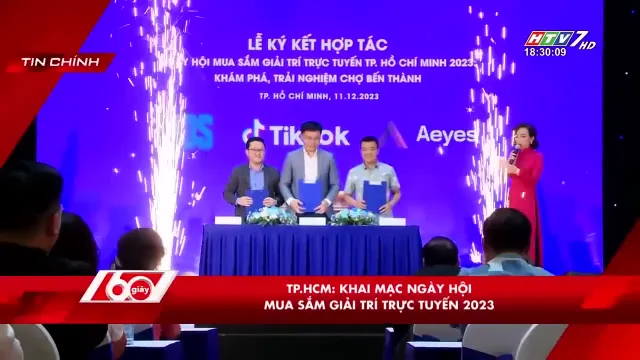 TIN CHÍNH
HTV7 HD
18:30:09
LỄ KÝ KẾT HỢP TÁC
HỘI MUA SẮM GIẢI TRÍ TRỰC TUYẾN TP. HỒ CHÍ MINH 2023
KHÁM PHÁ, TRẢI NGHIỆM CHỢ BẾN THÀNH
TP. HỒ CHÍ MINH, 11.12.2023
TikTok
Aeyes
60 giây
TP.HCM: KHAI MẠC NGÀY HỘI
MUA SẮM GIẢI TRÍ TRỰC TUYẾN 2023